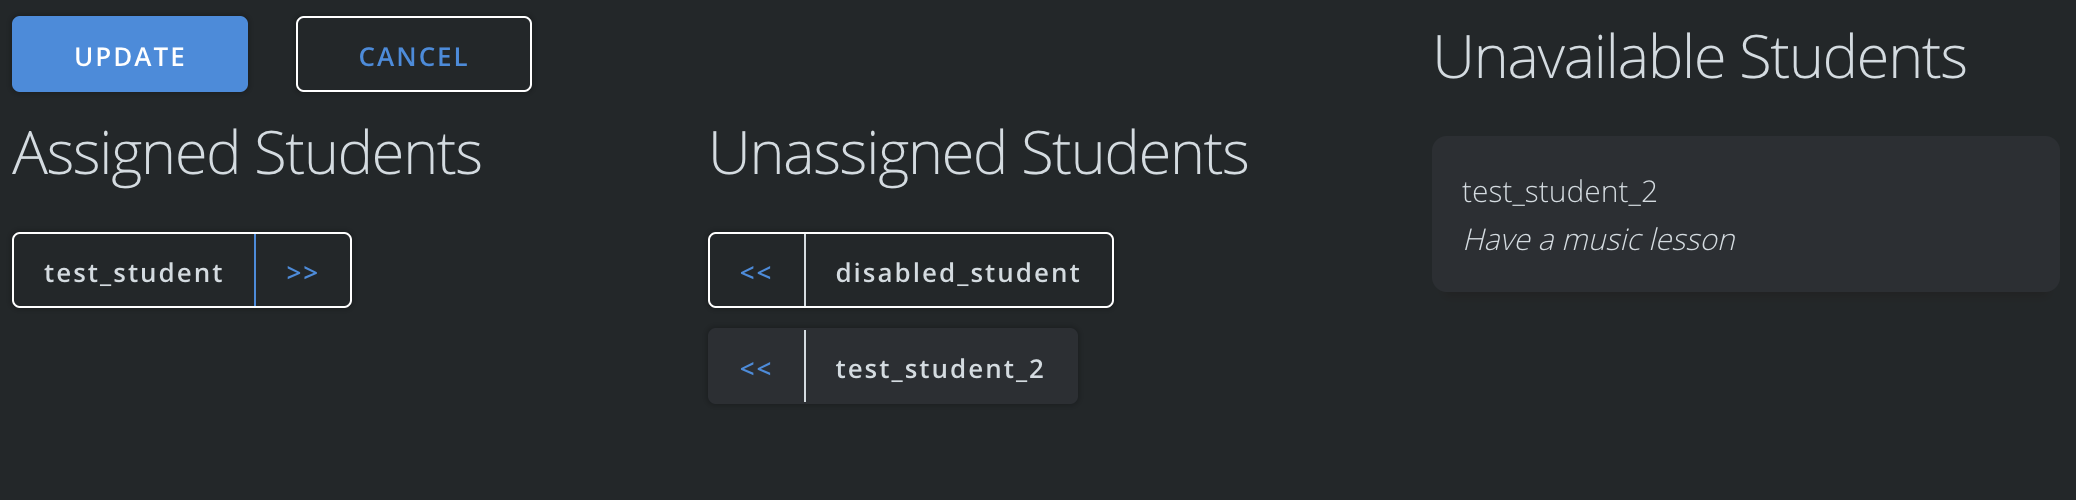 UPDATE
CANCEL
Assigned Students
test_student >>
Unassigned Students
<< disabled_student
<< test_student_2
Unavailable Students
test_student_2
Have a music lesson